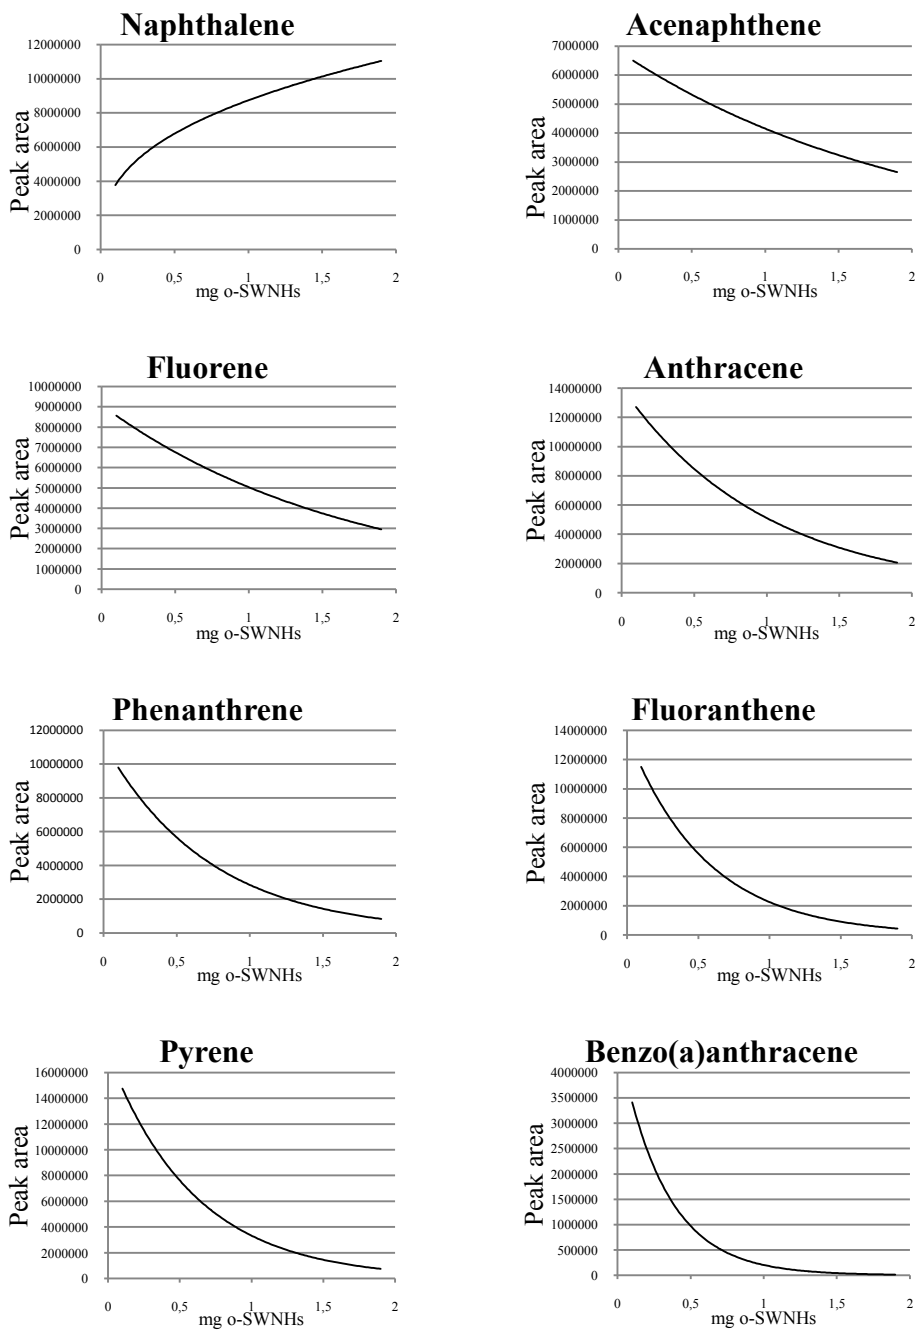 Naphthalene
12000000
10000000
8000000
6000000
4000000
2000000
0
Peak area
0 0,5 1 1,5 2
mg o-SWNHs
Acenaphthene
7000000
6000000
5000000
4000000
3000000
2000000
1000000
0
Peak area
0 0,5 1 1,5 2
mg o-SWNHs
Fluorene
10000000
9000000
8000000
7000000
6000000
5000000
4000000
3000000
2000000
1000000
0
Peak area
0 0,5 1 1,5 2
mg o-SWNHs
Anthracene
14000000
12000000
10000000
8000000
6000000
4000000
2000000
0
Peak area
0 0,5 1 1,5 2
mg o-SWNHs
Phenanthrene
12000000
10000000
8000000
6000000
4000000
2000000
0
Peak area
0 0,5 1 1,5 2
mg o-SWNHs
Fluoranthene
14000000
12000000
10000000
8000000
6000000
4000000
2000000
0
Peak area
0 0,5 1 1,5 2
mg o-SWNHs
Pyrene
16000000
14000000
12000000
10000000
8000000
6000000
4000000
2000000
0
Peak area
0 0,5 1 1,5 2
mg o-SWNHs
Benzo(a)anthracene
4000000
3500000
3000000
2500000
2000000
1500000
1000000
500000
0
Peak area
0 0,5 1 1,5 2
mg o-SWNHs